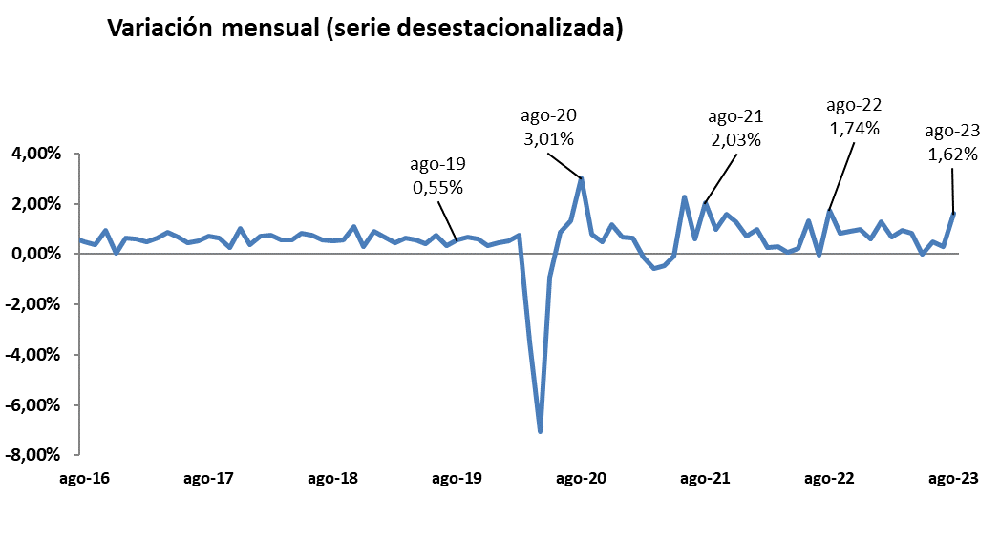 Variación mensual (serie desestacionalizada)
ago-19
0,55%
ago-20
3,01%
ago-21
2,03%
ago-22
1,74%
ago-23
1,62%
4,00%
2,00%
0,00%
-2,00%
-4,00%
-6,00%
-8,00%
ago-16
ago-17
ago-18
ago-19
ago-20
ago-21
ago-22
ago-23